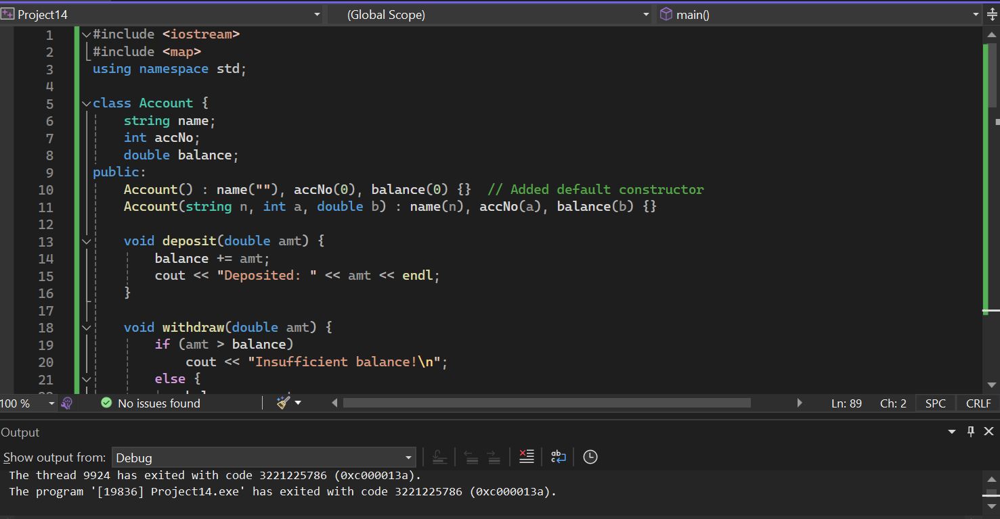 Project14 (Global Scope) main()
1 #include <iostream>
2 #include <map>
3 using namespace std;
4
5 class Account {
6 string name;
7 int accNo;
8 double balance;
9 public:
10 Account() : name(""), accNo(0), balance(0) {} // Added default constructor
11 Account(string n, int a, double b) : name(n), accNo(a), balance(b) {}
12
13 void deposit(double amt) {
14 balance += amt;
15 cout << "Deposited: " << amt << endl;
16 }
17
18 void withdraw(double amt) {
19 if (amt > balance)
20 cout << "Insufficient balance!\n";
21 else {
100 % No issues found Ln: 89 Ch: 2 SPC CRLF
Output
Show output from: Debug
The thread 9924 has exited with code 3221225786 (0xc000013a).
The program '[19836] Project14.exe' has exited with code 3221225786 (0xc000013a).